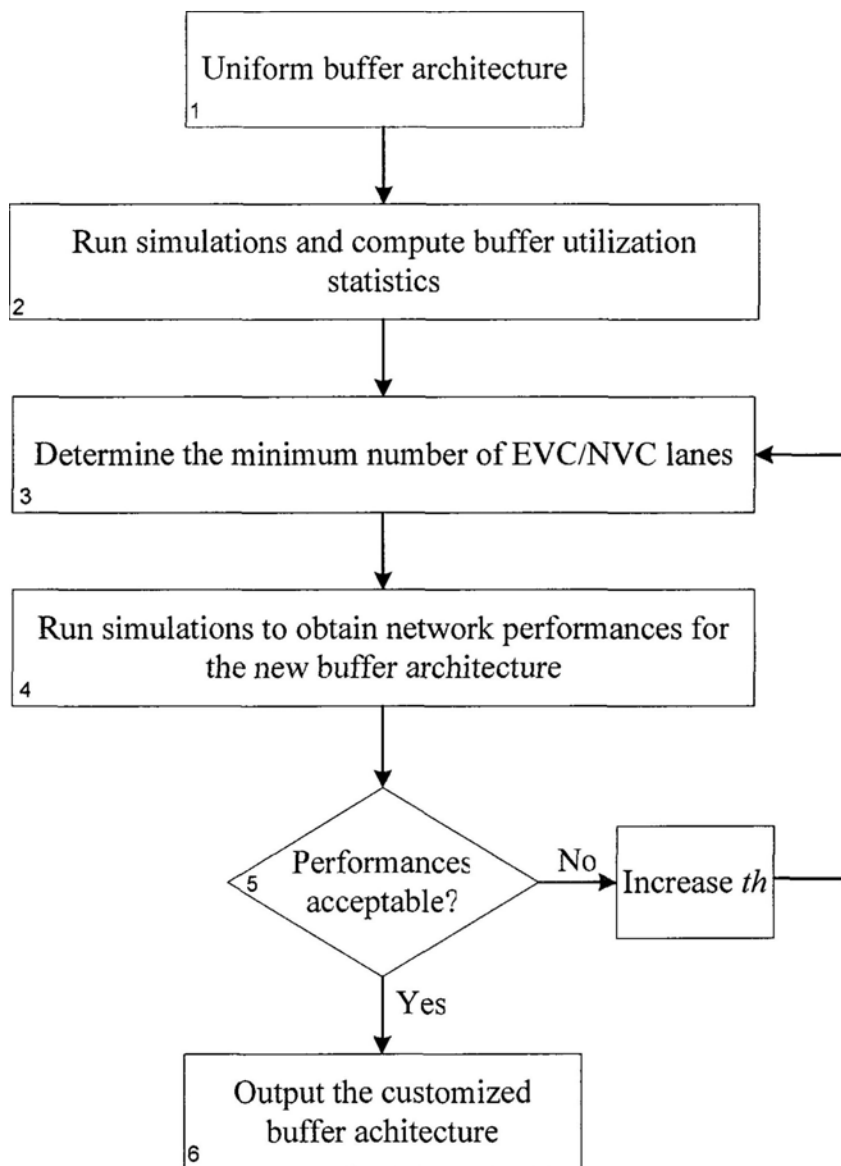 Uniform buffer architecture
1
Run simulations and compute buffer utilization
statistics
2
Determine the minimum number of EVC/NVC lanes
3
Run simulations to obtain network performances for
the new buffer architecture
4
Performances
acceptable?
5
No
Increase th
Yes
Output the customized
buffer achitecture
6